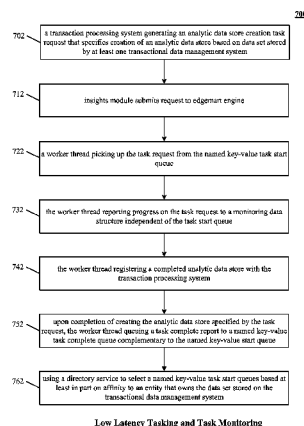 700
702
a transaction processing system generating an analytic data store creation task
request that specifies creation of an analytic data store based on data set stored
by at least one transactional data management system
712
insights module submits request to edgemart engine
722
a worker thread picking up the task request from the named key-value task start
queue
732
the worker thread reporting progress on the task request to a monitoring data
structure independent of the task start queue
742
the worker thread registering a completed analytic data store with the
transaction processing system
752
upon completion of creating the analytic data store specified by the task
request, the worker thread queuing a task complete report to a named key-value
task complete queue complementary to the named key-value start queue
762
using a directory service to select a named key-value task start queues based at
least in part on affinity to an entity that owns the data set stored on the
transactional data management system
Low Latency Tasking and Task Monitoring